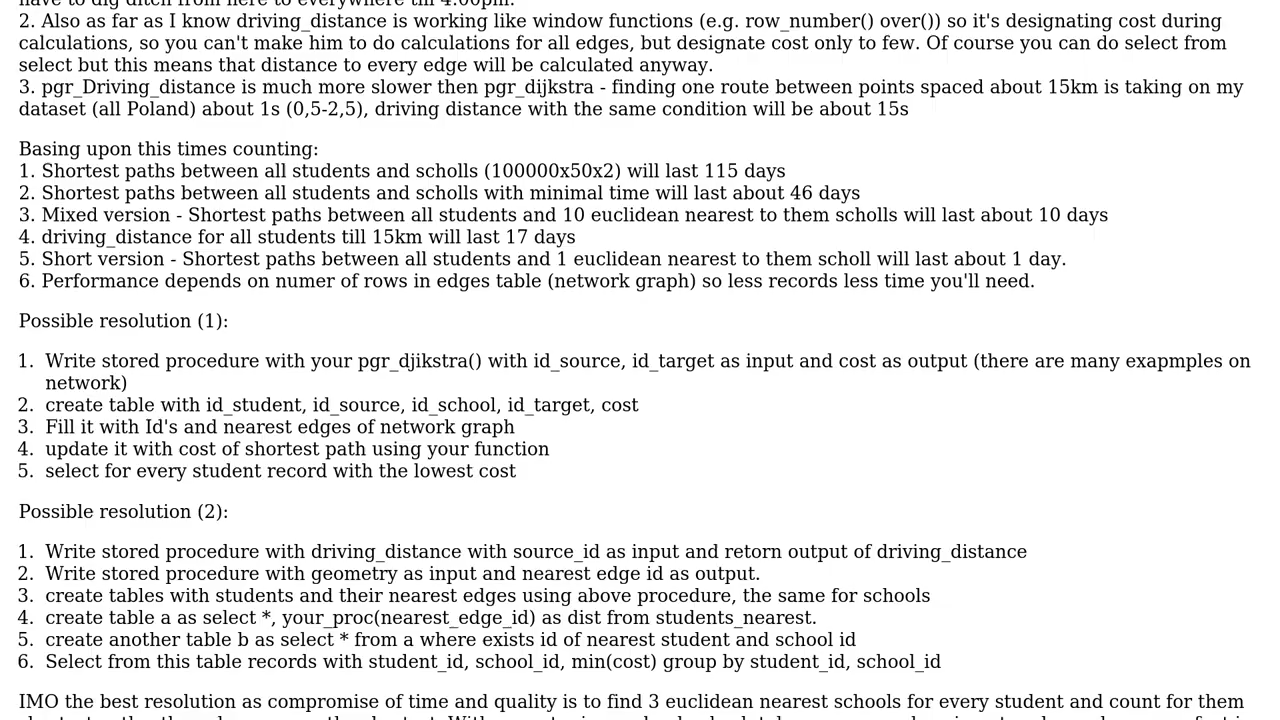 have to dig ditch from here to everywhere till 4:00pm.
2. Also as far as I know driving_distance is working like window functions (e.g. row_number() over()) so it's designating cost during
calculations, so you can't make him to do calculations for all edges, but designate cost only to few. Of course you can do select from
select but this means that distance to every edge will be calculated anyway.
3. pgr_Driving_distance is much more slower then pgr_dijkstra - finding one route between points spaced about 15km is taking on my
dataset (all Poland) about 1s (0,5-2,5), driving distance with the same condition will be about 15s
Basing upon this times counting:
1. Shortest paths between all students and scholls (100000x50x2) will last 115 days
2. Shortest paths between all students and scholls with minimal time will last about 46 days
3. Mixed version - Shortest paths between all students and 10 euclidean nearest to them scholls will last about 10 days
4. driving_distance for all students till 15km will last 17 days
5. Short version - Shortest paths between all students and 1 euclidean nearest to them scholl will last about 1 day.
6. Performance depends on numer of rows in edges table (network graph) so less records less time you'll need.
Possible resolution (1):
1. Write stored procedure with your pgr_djikstra() with id_source, id_target as input and cost as output (there are many exapmples on
network)
2. create table with id_student, id_source, id_school, id_target, cost
3. Fill it with Id's and nearest edges of network graph
4. update it with cost of shortest path using your function
5. select for every student record with the lowest cost
Possible resolution (2):
1. Write stored procedure with driving_distance with source_id as input and retorn output of driving_distance
2. Write stored procedure with geometry as input and nearest edge id as output.
3. create tables with students and their nearest edges using above procedure, the same for schools
4. create table a as select *, your_proc(nearest_edge_id) as dist from students_nearest.
5. create another table b as select * from a where exists id of nearest student and school id
6. Select from this table records with student_id, school_id, min(cost) group by student_id, school_id
IMO the best resolution as compromise of time and quality is to find 3 euclidean nearest schools for every student and count for them